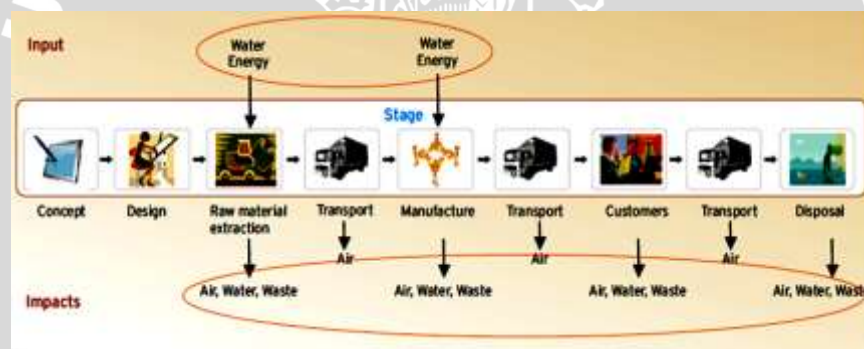 Input
Water
Energy
Water
Energy
Stage
Concept
Design
Raw material
extraction
Transport
Manufacture
Transport
Customers
Transport
Disposal
Air
Air
Air
Impacts
Air, Water, Waste
Air, Water, Waste
Air, Water, Waste
Air, Water, Waste